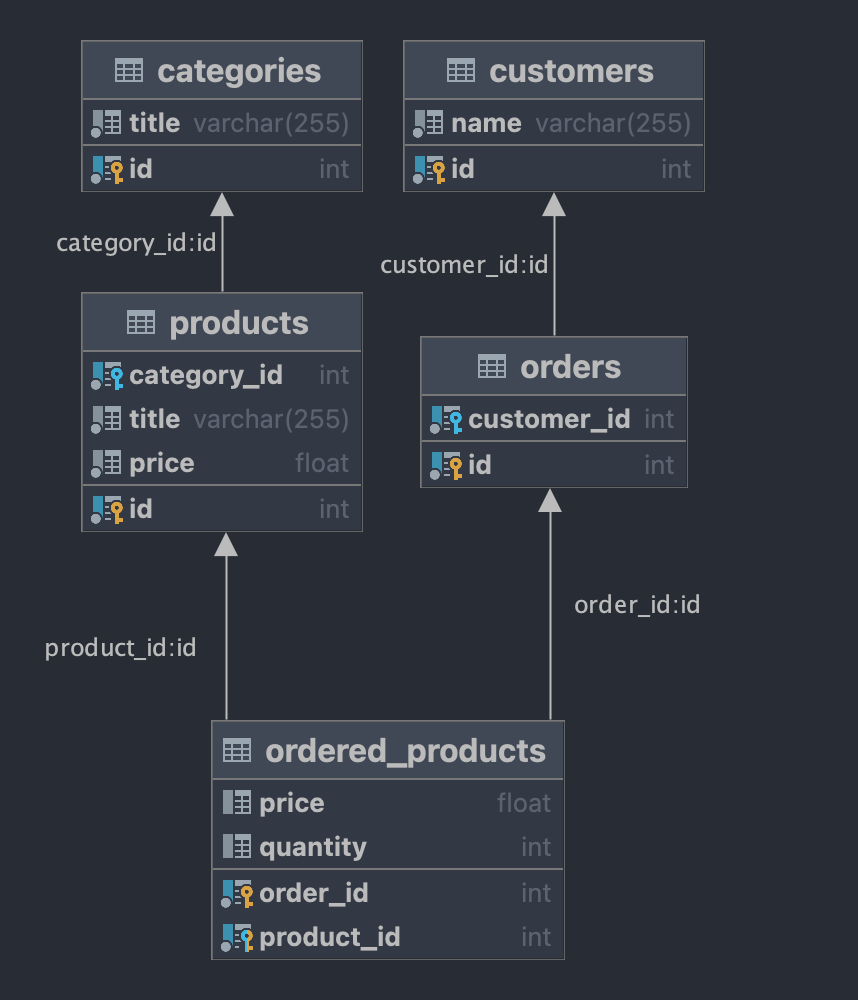 categories
title varchar(255)
id int
customers
name varchar(255)
id int
category_id:id
customer_id:id
products
category_id int
title varchar(255)
price float
id int
orders
customer_id int
id int
product_id:id
order_id:id
ordered_products
price float
quantity int
order_id int
product_id int